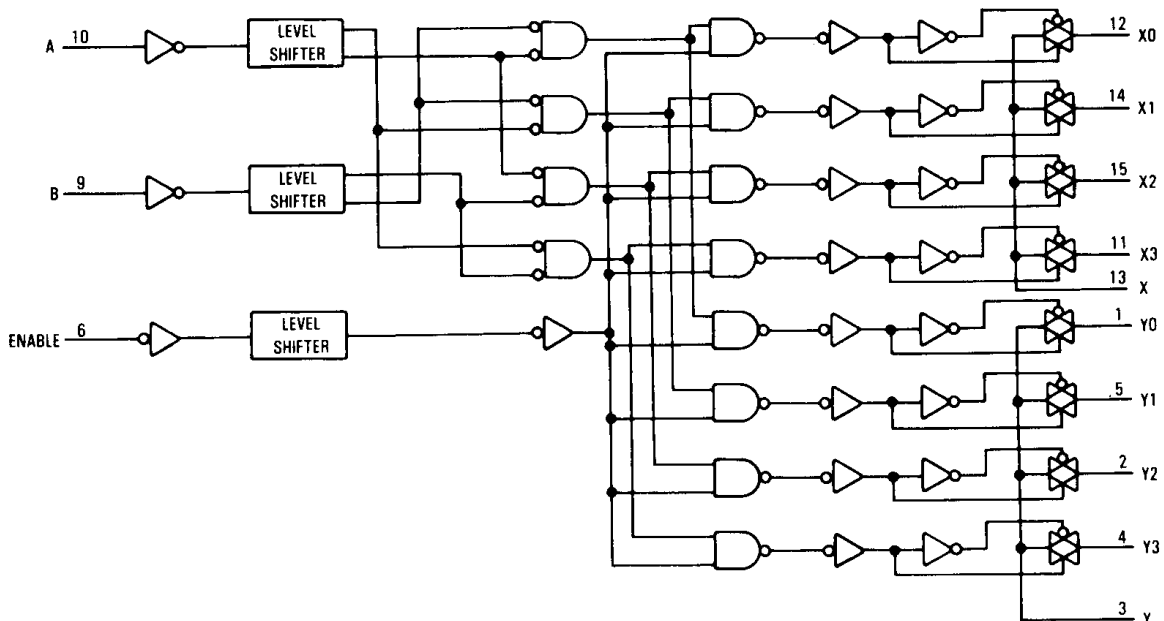 A 10
LEVEL
SHIFTER
B 9
LEVEL
SHIFTER
ENABLE 6
LEVEL
SHIFTER
12 X0
14 X1
15 X2
11 X3
13 X
1 Y0
5 Y1
2 Y2
4 Y3
3 Y